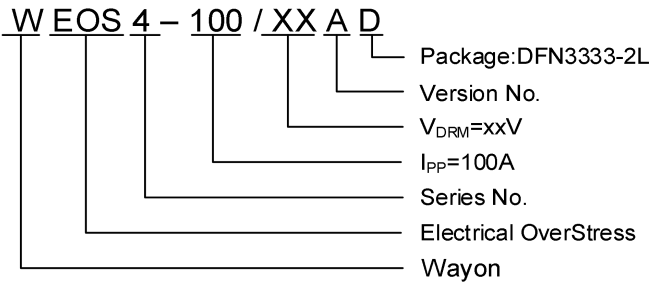 W EOS 4 – 100 / XX A D
Package:DFN3333-2L
Version No.
VDRM=xxV
IPP=100A
Series No.
Electrical OverStress
Wayon